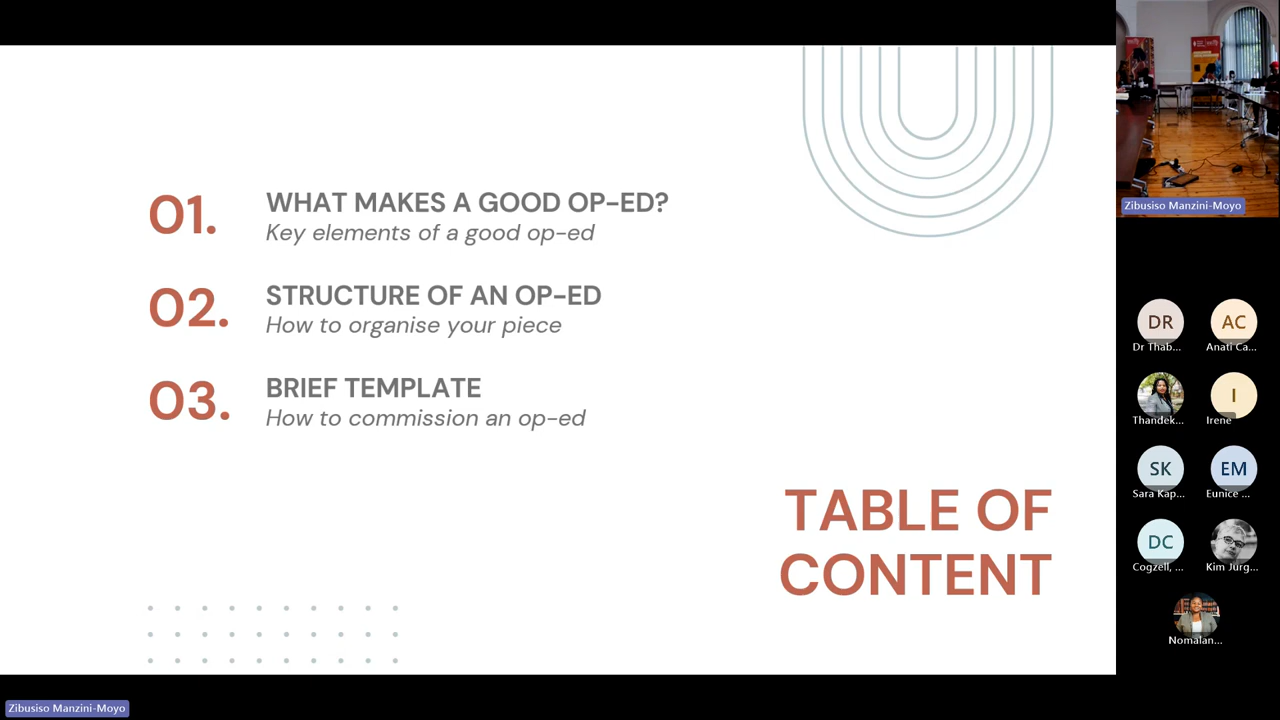 01.
WHAT MAKES A GOOD OP-ED?
Key elements of a good op-ed
02.
STRUCTURE OF AN OP-ED
How to organise your piece
03.
BRIEF TEMPLATE
How to commission an op-ed
TABLE OF
CONTENT
Zibusiso Manzini-Moyo
DR
Dr Thab...
AC
Anati Ca...
Thandek...
I
Irene
SK
Sara Kap...
EM
Eunice ...
DC
Cogzell, ...
Kim Jurg...
Nomalan...
Zibusiso Manzini-Moyo